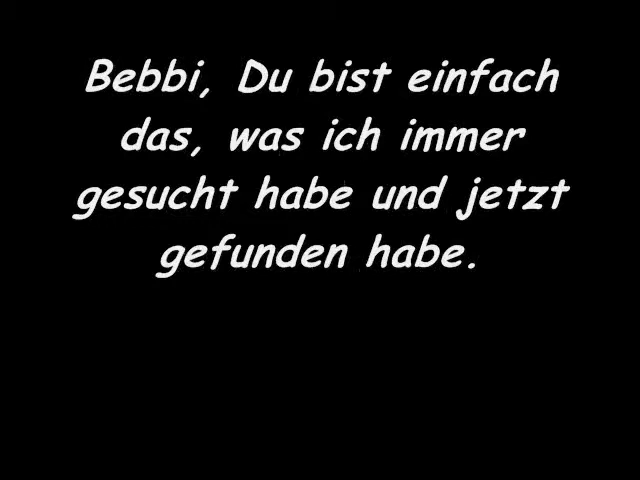 Bebbi, Du bist einfach
das, was ich immer
gesucht habe und jetzt
gefunden habe.